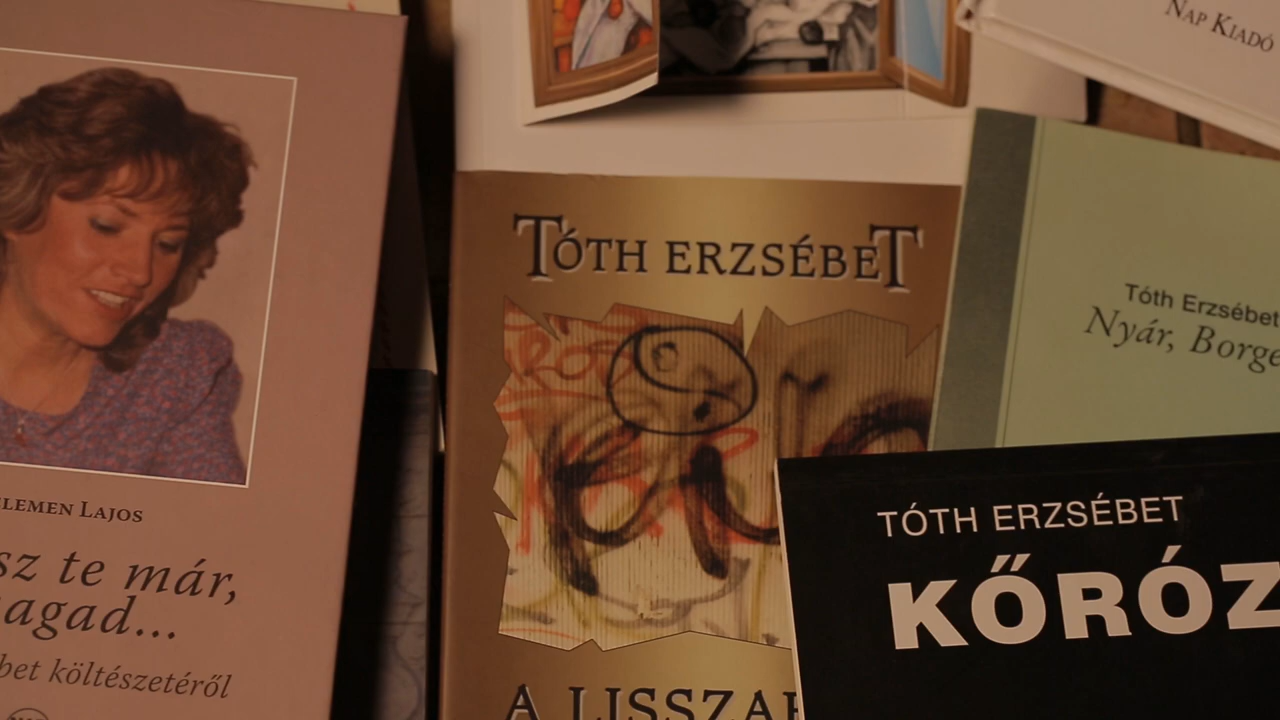 NAP KIADÓ
TÓTH ERZSÉBET
Tóth Erzsébet
Nyár, Borge
TÓTH ERZSÉBET
KŐRÓZ
LEMEN LAJOS
sz te már,
agad...
bet költészetéről
A LISSZAB